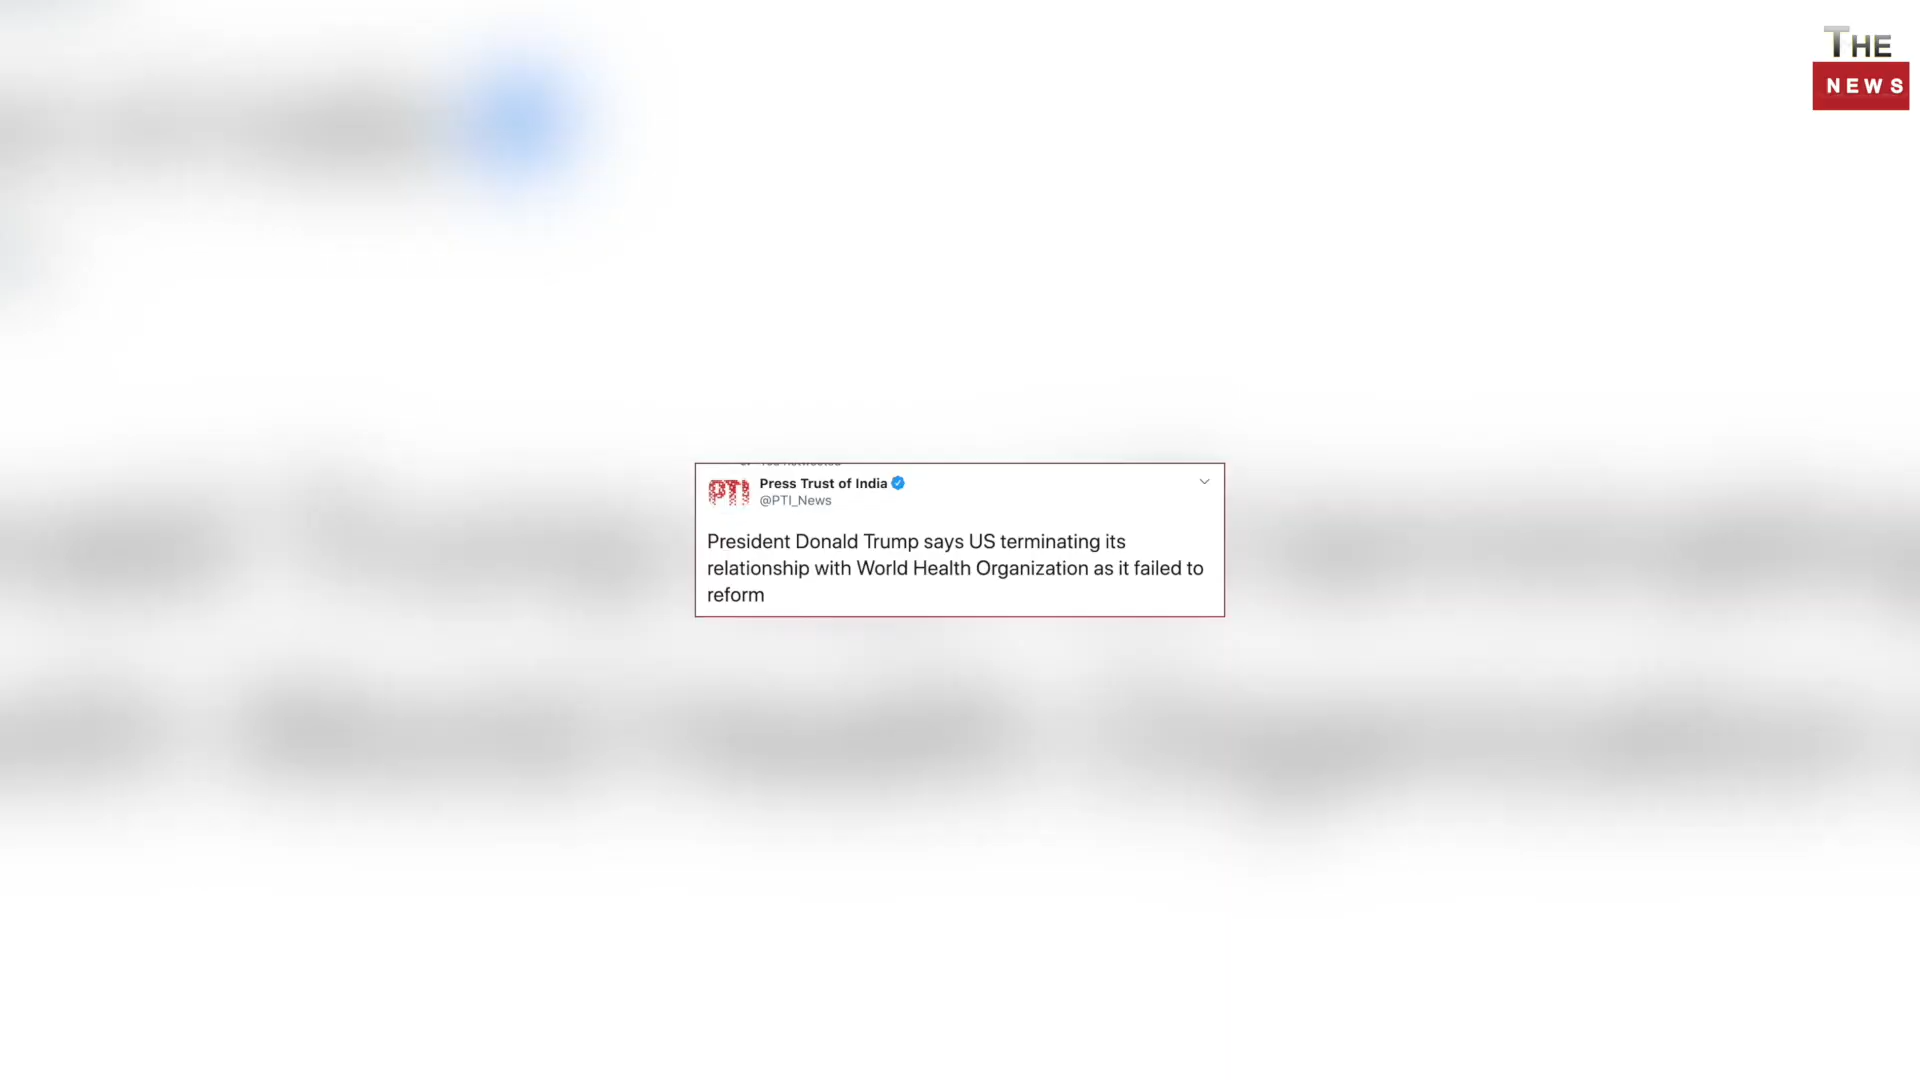 THE
NEWS
Press Trust of India
@PTI_News
President Donald Trump says US terminating its
relationship with World Health Organization as it failed to
reform